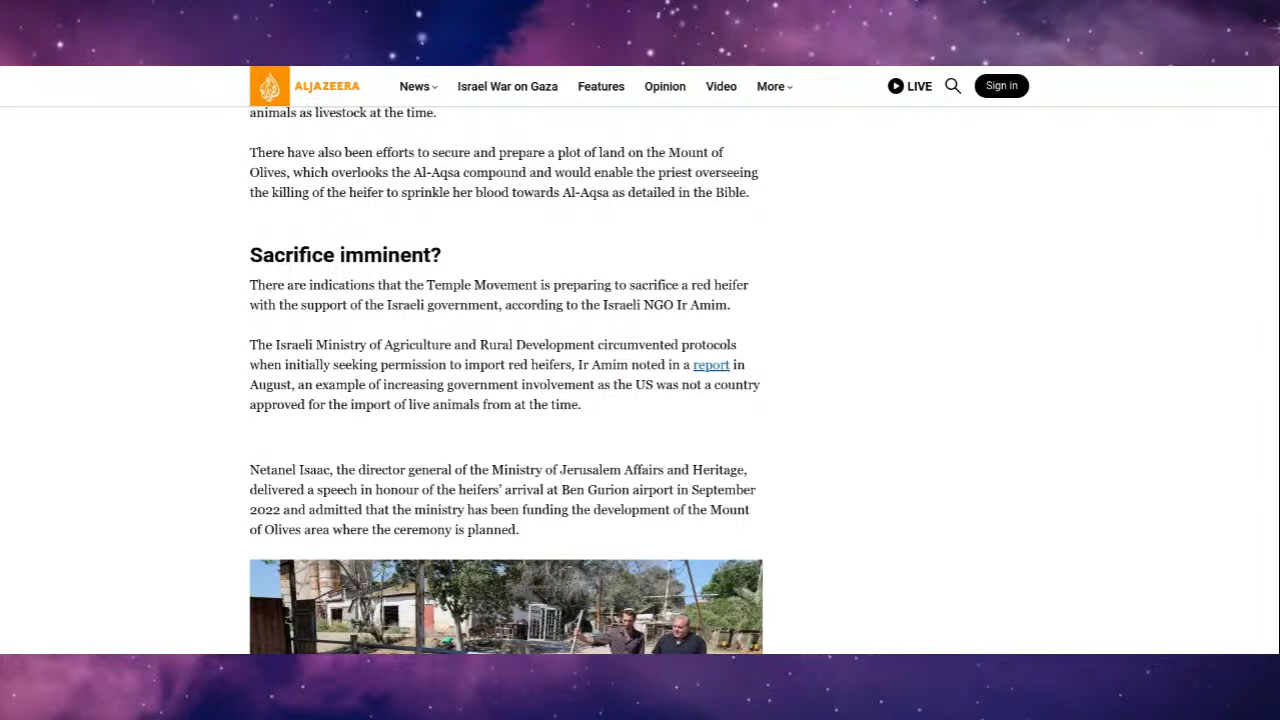 ALJAZEERA News Israel War on Gaza Features Opinion Video More LIVE Sign in
animals as livestock at the time.
There have also been efforts to secure and prepare a plot of land on the Mount of
Olives, which overlooks the Al-Aqsa compound and would enable the priest overseeing
the killing of the heifer to sprinkle her blood towards Al-Aqsa as detailed in the Bible.
Sacrifice imminent?
There are indications that the Temple Movement is preparing to sacrifice a red heifer
with the support of the Israeli government, according to the Israeli NGO Ir Amim.
The Israeli Ministry of Agriculture and Rural Development circumvented protocols
when initially seeking permission to import red heifers, Ir Amim noted in a report in
August, an example of increasing government involvement as the US was not a country
approved for the import of live animals from at the time.
Netanel Isaac, the director general of the Ministry of Jerusalem Affairs and Heritage,
delivered a speech in honour of the heifers’ arrival at Ben Gurion airport in September
2022 and admitted that the ministry has been funding the development of the Mount
of Olives area where the ceremony is planned.